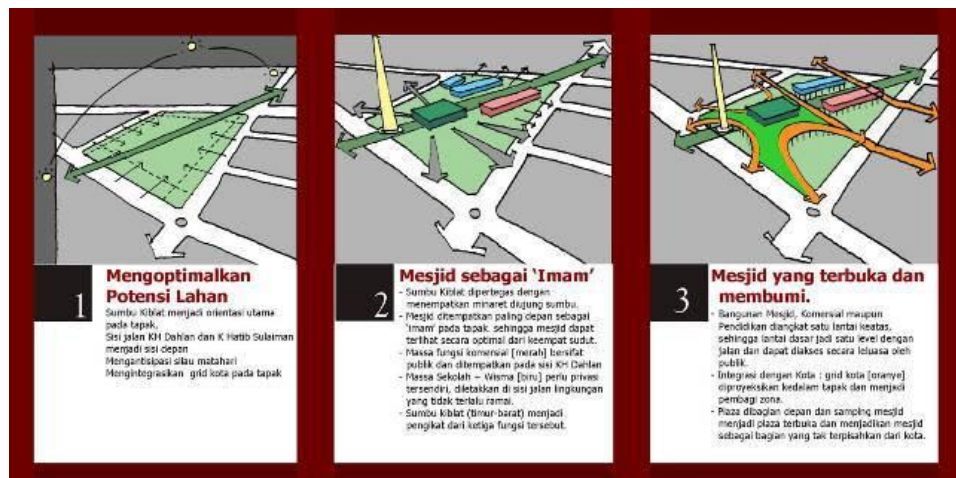 1
Mengoptimalkan
Potensi Lahan
Sumbu Kiblat menjadi orientasi utama
pada tapak,
Sisi jalan KH Dahlan dan K Hatib Sulaiman
menjadi sisi depan
Mengantisipasi silau matahari
Mengintegrasikan grid kota pada tapak
2
Mesjid sebagai ‘Imam’
- Sumbu Kiblat dipertegas dengan
menempatkan minaret diujung sumbu.
- Mesjid ditempatkan paling depan sebagai
‘imam’ pada tapak. sehingga mesjid dapat
terlihat secara optimal dari keempat sudut.
- Massa fungsi komersial [merah] bersifat
publik dan ditempatkan pada sisi KH Dahlan
- Massa Sekolah – Wisma [biru] perlu privasi
tersendiri, diletakkan di sisi jalan lingkungan
yang tidak terlalu ramai.
- Sumbu kiblat (timur-barat) menjadi
pengikat dari ketiga fungsi tersebut.
3
Mesjid yang terbuka dan
membumi.
- Bangunan Mesjid, Komersial maupun
Pendidikan diangkat satu lantai keatas,
sehingga lantai dasar jadi satu level dengan
jalan dan dapat diakses secara leluasa oleh
publik.
- Integrasi dengan Kota : grid kota [oranye]
diproyeksikan kedalam tapak dan menjadi
pembagi zona.
- Plaza dibagian depan dan samping mesjid
menjadi plaza terbuka dan menjadikan mesjid
sebagai bagian yang tak terpisahkan dari kota.